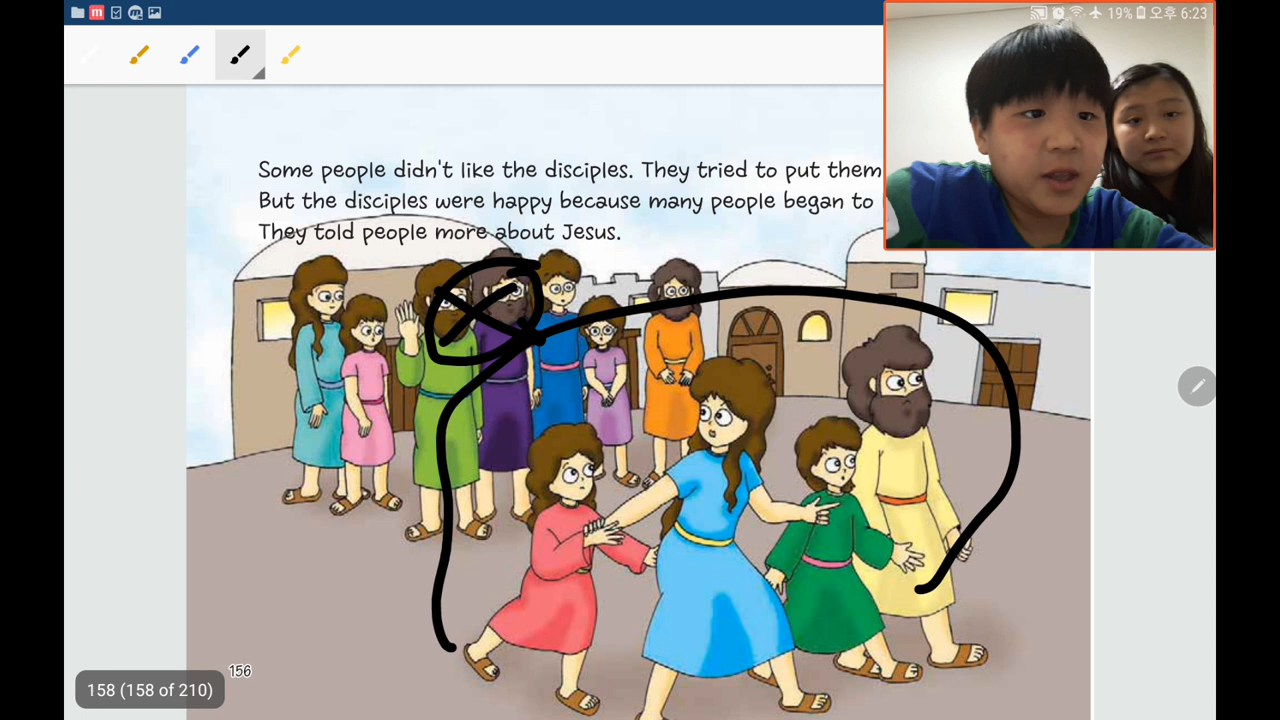 19% 오후 6:23
Some people didn't like the disciples. They tried to put them
But the disciples were happy because many people began to
They told people more about Jesus.
156
158 (158 of 210)